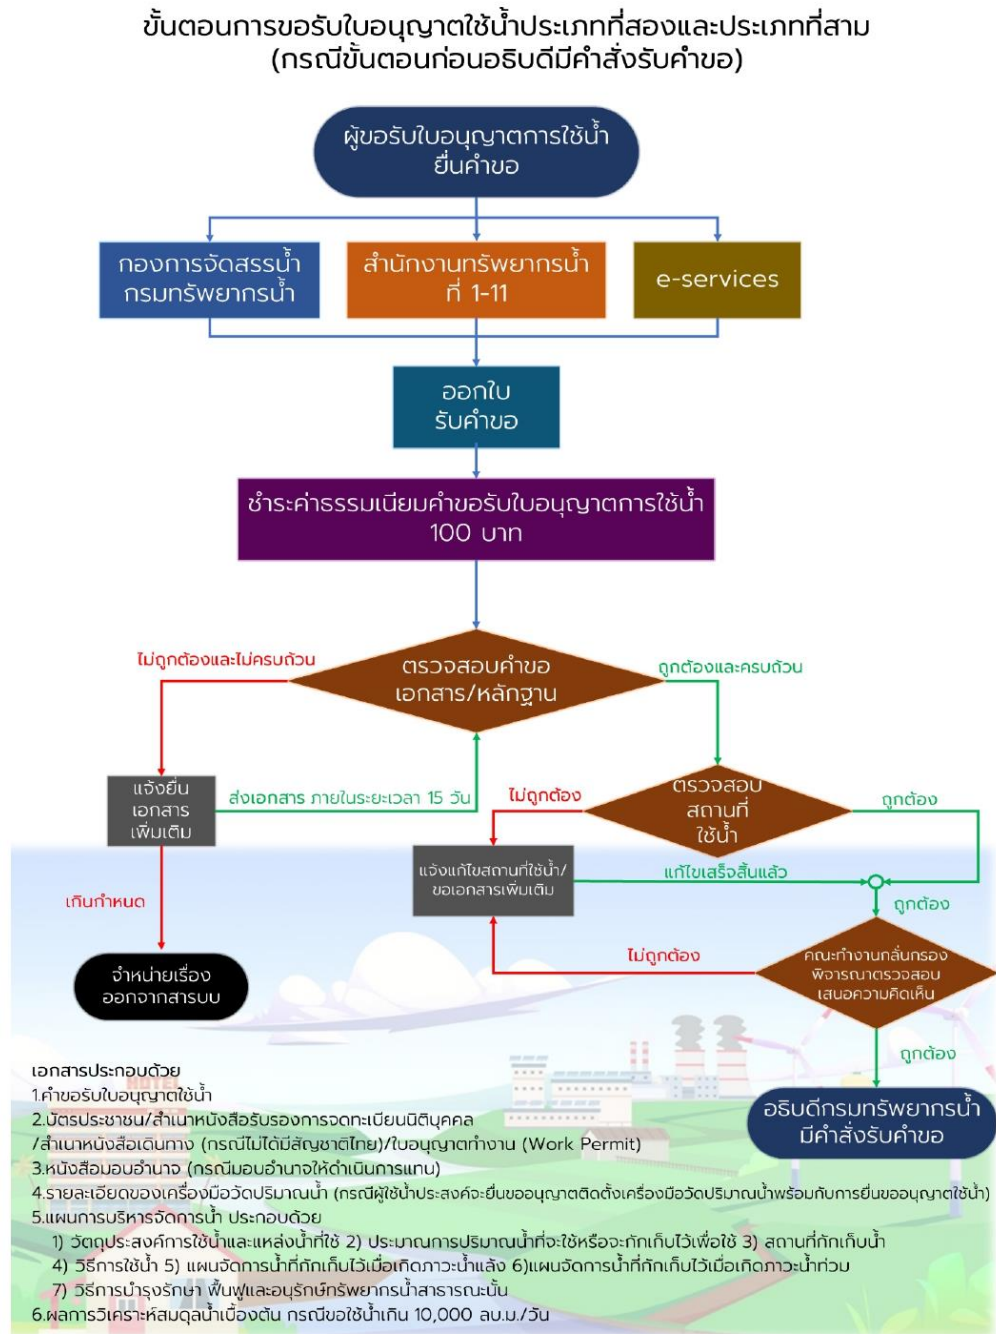 ขั้นตอนการขอรับใบอนุญาตใช้น้ำประเภทที่สองและประเภทที่สาม
(กรณีขั้นตอนก่อนอธิบดีมีคำสั่งรับคำขอ)
ผู้ขอรับใบอนุญาตการใช้น้ำ
ยื่นคำขอ
กองการจัดสรรน้ำ
กรมทรัพยากรน้ำ
สำนักงานทรัพยากรน้ำ
ที่ 1-11
e-services
ออกใบ
รับคำขอ
ชำระค่าธรรมเนียมคำขอรับใบอนุญาตการใช้น้ำ
100 บาท
ไม่ถูกต้องและไม่ครบถ้วน
ตรวจสอบคำขอ
เอกสาร/หลักฐาน
ถูกต้องและครบถ้วน
แจ้งยื่น
เอกสาร
เพิ่มเติม
ส่งเอกสาร ภายในระยะเวลา 15 วัน
ไม่ถูกต้อง
ตรวจสอบ
สถานที่
ใช้น้ำ
ถูกต้อง
แจ้งแก้ไขสถานที่ใช้น้ำ/
ขอเอกสารเพิ่มเติม
แก้ไขเสร็จสิ้นแล้ว
ถูกต้อง
เกินกำหนด
ไม่ถูกต้อง
คณะทำงานกลั่นกรอง
พิจารณาตรวจสอบ
เสนอความคิดเห็น
จำหน่ายเรื่อง
ออกจากสารบบ
ถูกต้อง
อธิบดีกรมทรัพยากรน้ำ
มีคำสั่งรับคำขอ
HOTEL
เอกสารประกอบด้วย
1.คำขอรับใบอนุญาตใช้น้ำ
2.บัตรประชาชน/สำเนาหนังสือรับรองการจดทะเบียนนิติบุคคล
/สำเนาหนังสือเดินทาง (กรณีไม่ได้มีสัญชาติไทย)/ใบอนุญาตทำงาน (Work Permit)
3.หนังสือมอบอำนาจ (กรณีมอบอำนาจให้ดำเนินการแทน)
4.รายละเอียดของเครื่องมือวัดปริมาณน้ำ (กรณีผู้ใช้น้ำประสงค์จะยื่นขออนุญาตติดตั้งเครื่องมือวัดปริมาณน้ำพร้อมกับการยื่นขออนุญาตใช้น้ำ)
5.แผนการบริหารจัดการน้ำ ประกอบด้วย
1) วัตถุประสงค์การใช้น้ำและแหล่งน้ำที่ใช้ 2) ประมาณการปริมาณน้ำที่จะใช้หรือจะกักเก็บไว้เพื่อใช้ 3) สถานที่กักเก็บน้ำ
4) วิธีการใช้น้ำ 5) แผนจัดการน้ำที่กักเก็บไว้เมื่อเกิดภาวะน้ำแล้ง 6)แผนจัดการน้ำที่กักเก็บไว้เมื่อเกิดภาวะน้ำท่วม
7) วิธีการบำรุงรักษา ฟื้นฟูและอนุรักษ์ทรัพยากรน้ำสาธารณะนั้น
6.ผลการวิเคราะห์สมดุลน้ำเบื้องต้น กรณีขอใช้น้ำเกิน 10,000 ลบ.ม./วัน